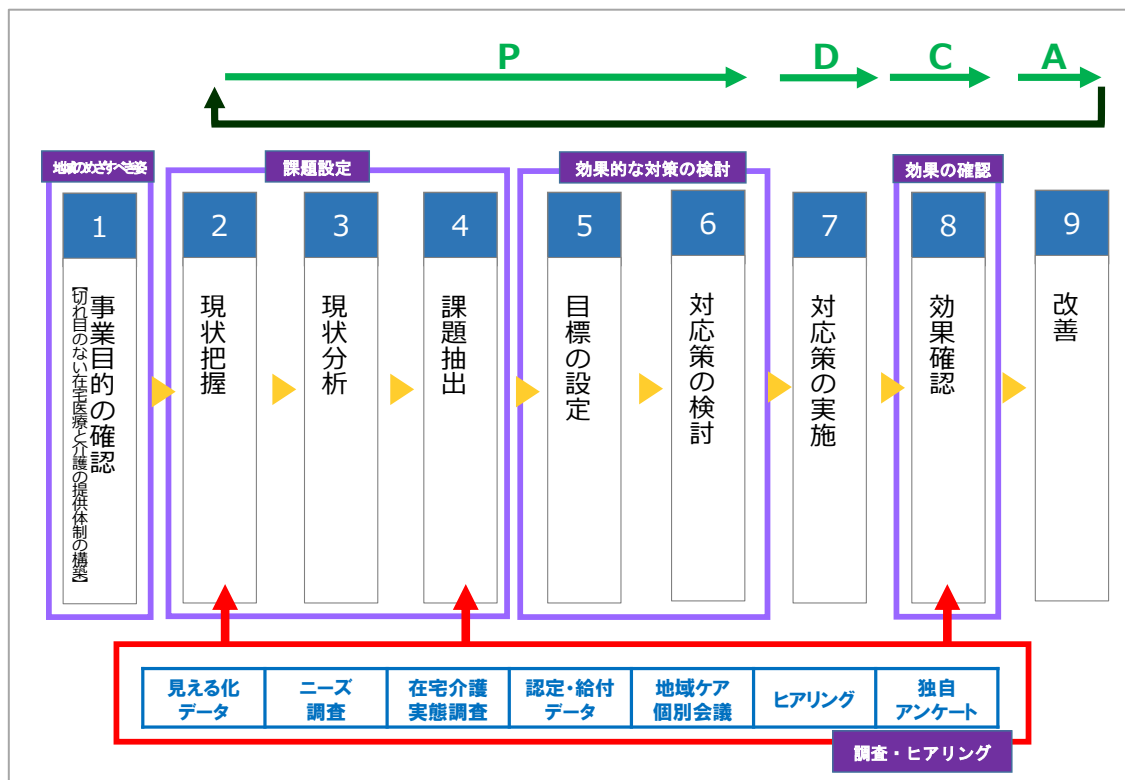 P
D
C
A
地域のめざすべき姿
課題設定
効果的な対策の検討
効果の確認
1
2
3
4
5
6
7
8
9
事業目的の確認
【切れ目のない在宅医療と介護の提供体制の構築】
現状把握
現状分析
課題抽出
目標の設定
対応策の検討
対応策の実施
効果確認
改善
見える化
データ
ニーズ
調査
在宅介護
実態調査
認定・給付
データ
地域ケア
個別会議
ヒアリング
独自
アンケート
調査・ヒアリング